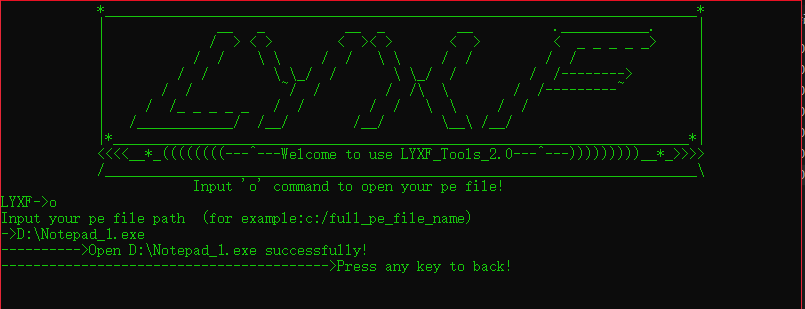 <<<<__*_((((((((---^---Welcome to use LYXF_Tools_2.0---^---))))))))__*_>>>>
Input 'o' command to open your pe file!
LYXF->o
Input your pe file path  (for example:c:/full_pe_file_name)
->D:\Notepad_1.exe
---------->Open D:\Notepad_1.exe successfully!
----------------------------------------->Press any key to back!